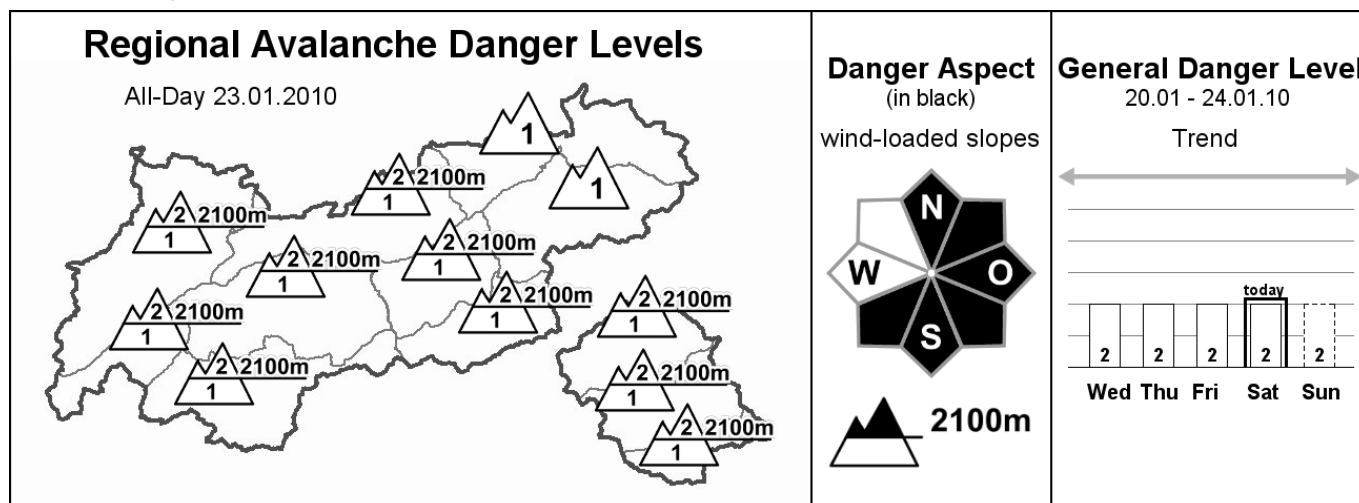 Regional Avalanche Danger Levels
All-Day 23.01.2010
1
1
2 2100m
1
2 2100m
1
2 2100m
1
2 2100m
1
2 2100m
1
2 2100m
1
2 2100m
1
2 2100m
1
2 2100m
1
2 2100m
1
Danger Aspect
(in black)
wind-loaded slopes
N
W
O
S
2100m
General Danger Level
20.01 - 24.01.10
Trend
today
2 2 2 2 2
Wed Thu Fri Sat Sun